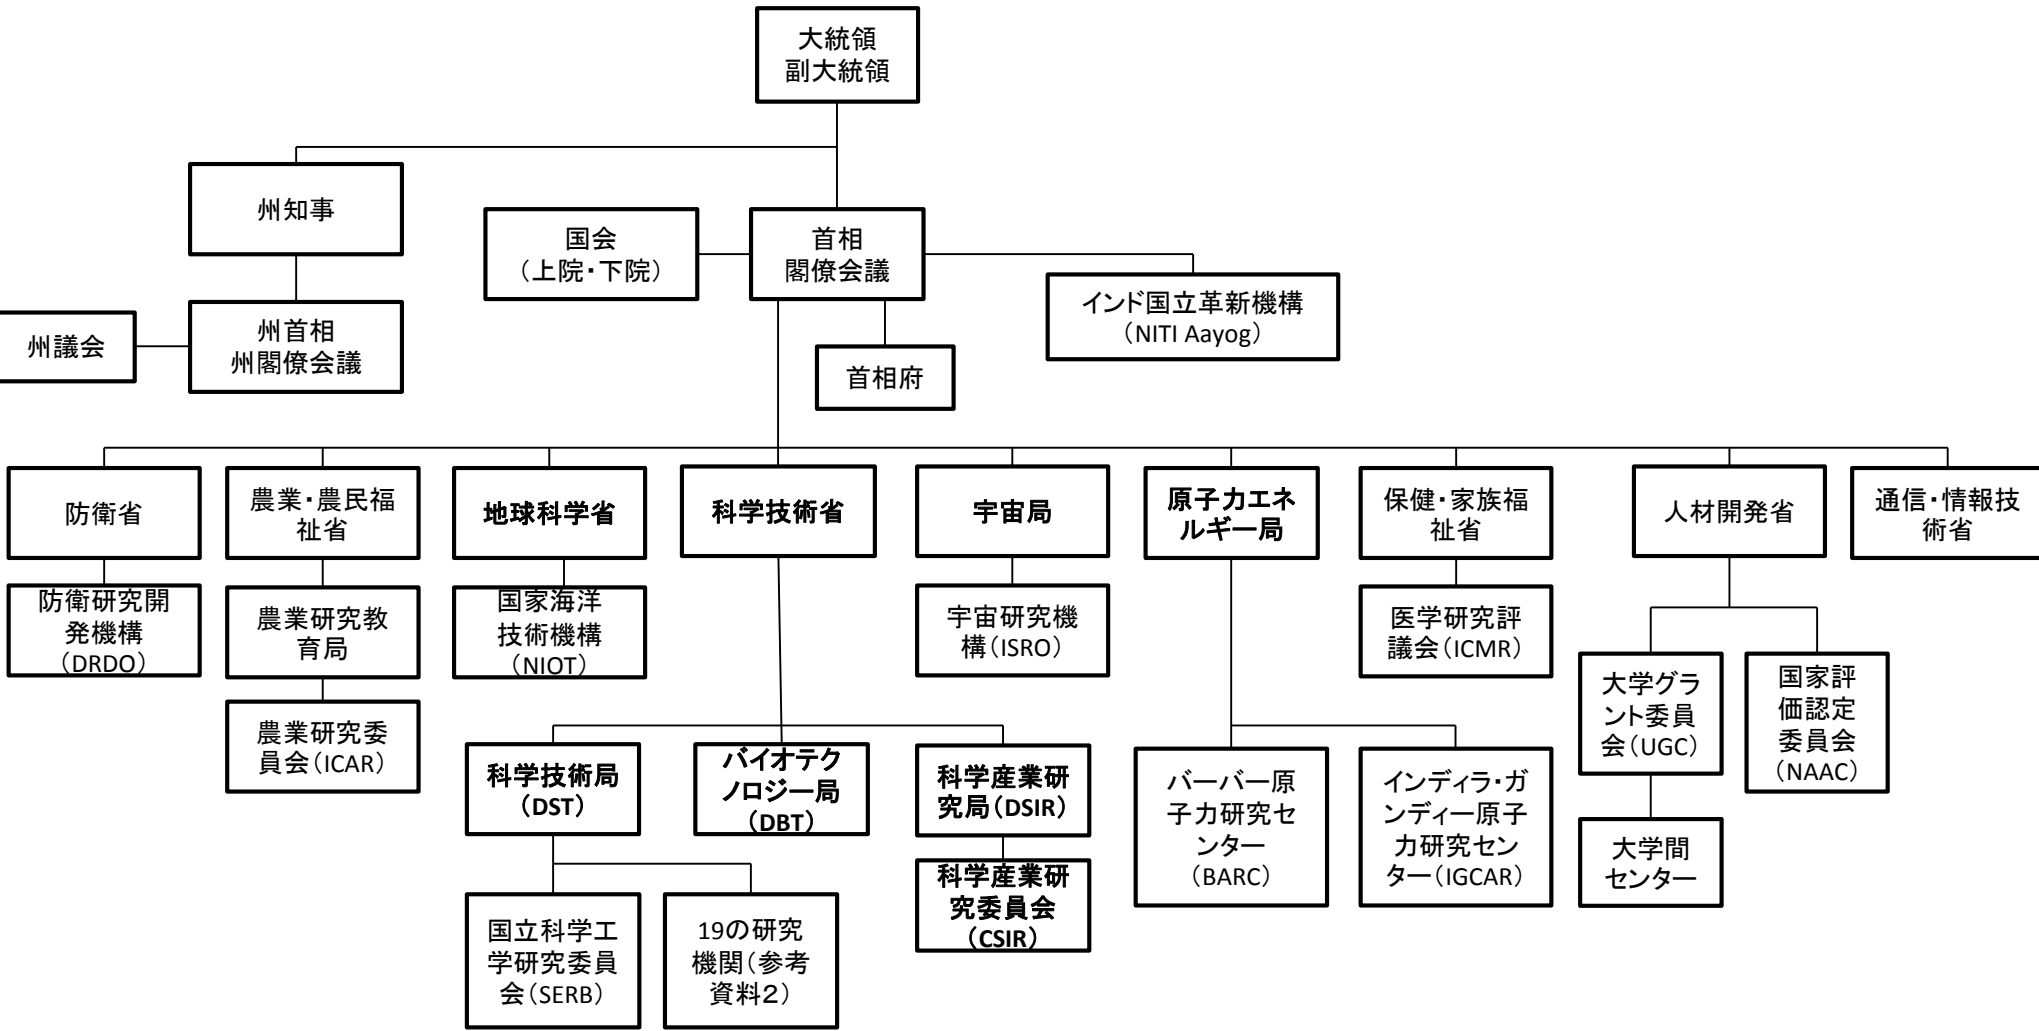 大統領
副大統領
州知事
国会
(上院・下院)
首相
閣僚会議
インド国立革新機構
(NITI Aayog)
州議会
州首相
州閣僚会議
首相府
防衛省
農業・農民福
祉省
地球科学省
科学技術省
宇宙局
原子力エネ
ルギー局
保健・家族福
祉省
人材開発省
通信・情報技
術省
防衛研究開
発機構
(DRDO)
農業研究教
育局
国家海洋
技術機構
(NIOT)
宇宙研究機
構(ISRO)
医学研究評
議会(ICMR)
大学グラ
ント委員
会(UGC)
国家評
価認定
委員会
(NAAC)
農業研究委
員会(ICAR)
科学技術局
(DST)
バイオテク
ノロジー局
(DBT)
科学産業研
究局(DSIR)
バーバー原
子力研究セ
ンター
(BARC)
インディラ・ガ
ンディー原子
力研究セン
ター(IGCAR)
大学間
センター
科学産業研
究委員会
(CSIR)
国立科学工
学研究委員
会(SERB)
19の研究
機関(参考
資料2)